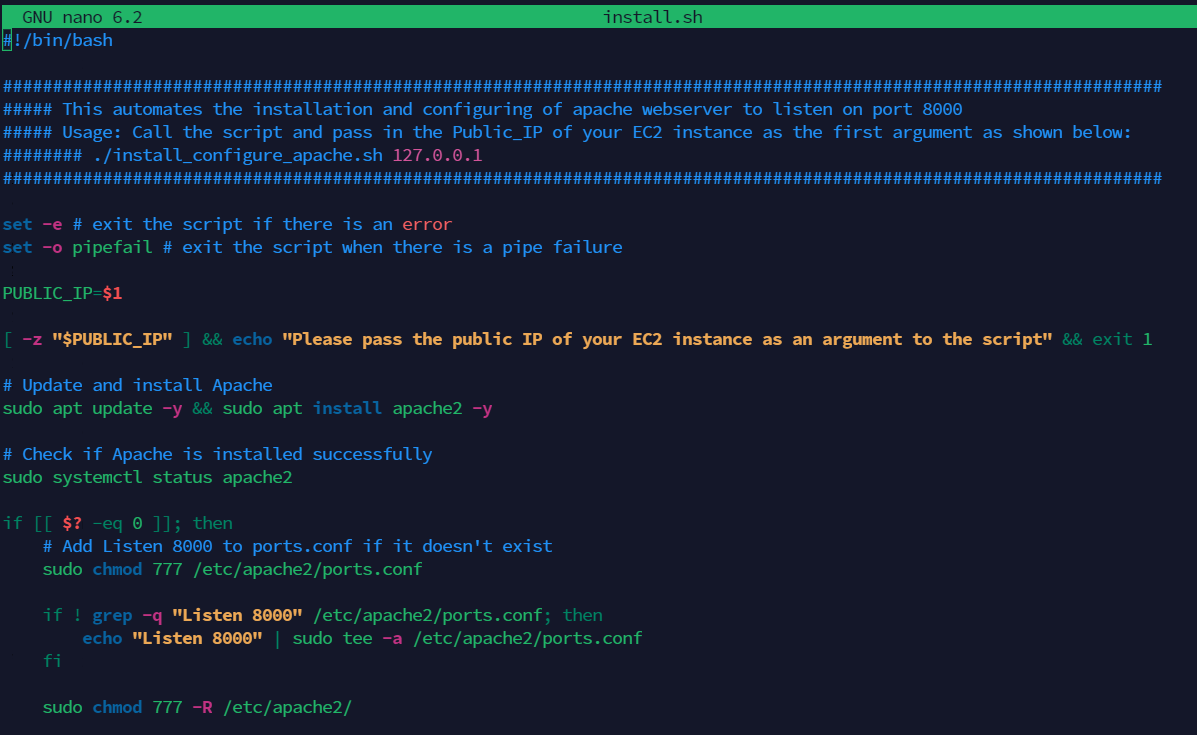 GNU nano 6.2 install.sh
#!/bin/bash
####################################################################################################################
##### This automates the installation and configuring of apache webserver to listen on port 8000
##### Usage: Call the script and pass in the Public_IP of your EC2 instance as the first argument as shown below:
######## ./install_configure_apache.sh 127.0.0.1
####################################################################################################################
set -e # exit the script if there is an error
set -o pipefail # exit the script when there is a pipe failure
PUBLIC_IP=$1
[ -z "$PUBLIC_IP" ] && echo "Please pass the public IP of your EC2 instance as an argument to the script" && exit 1
# Update and install Apache
sudo apt update -y && sudo apt install apache2 -y
# Check if Apache is installed successfully
sudo systemctl status apache2
if [[ $? -eq 0 ]]; then
    # Add Listen 8000 to ports.conf if it doesn't exist
    sudo chmod 777 /etc/apache2/ports.conf
    if ! grep -q "Listen 8000" /etc/apache2/ports.conf; then
        echo "Listen 8000" | sudo tee -a /etc/apache2/ports.conf
    fi
    sudo chmod 777 -R /etc/apache2/